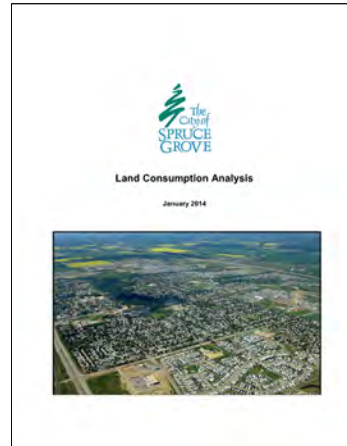 The
City of
SPRUCE
GROVE
Land Consumption Analysis
January 2014